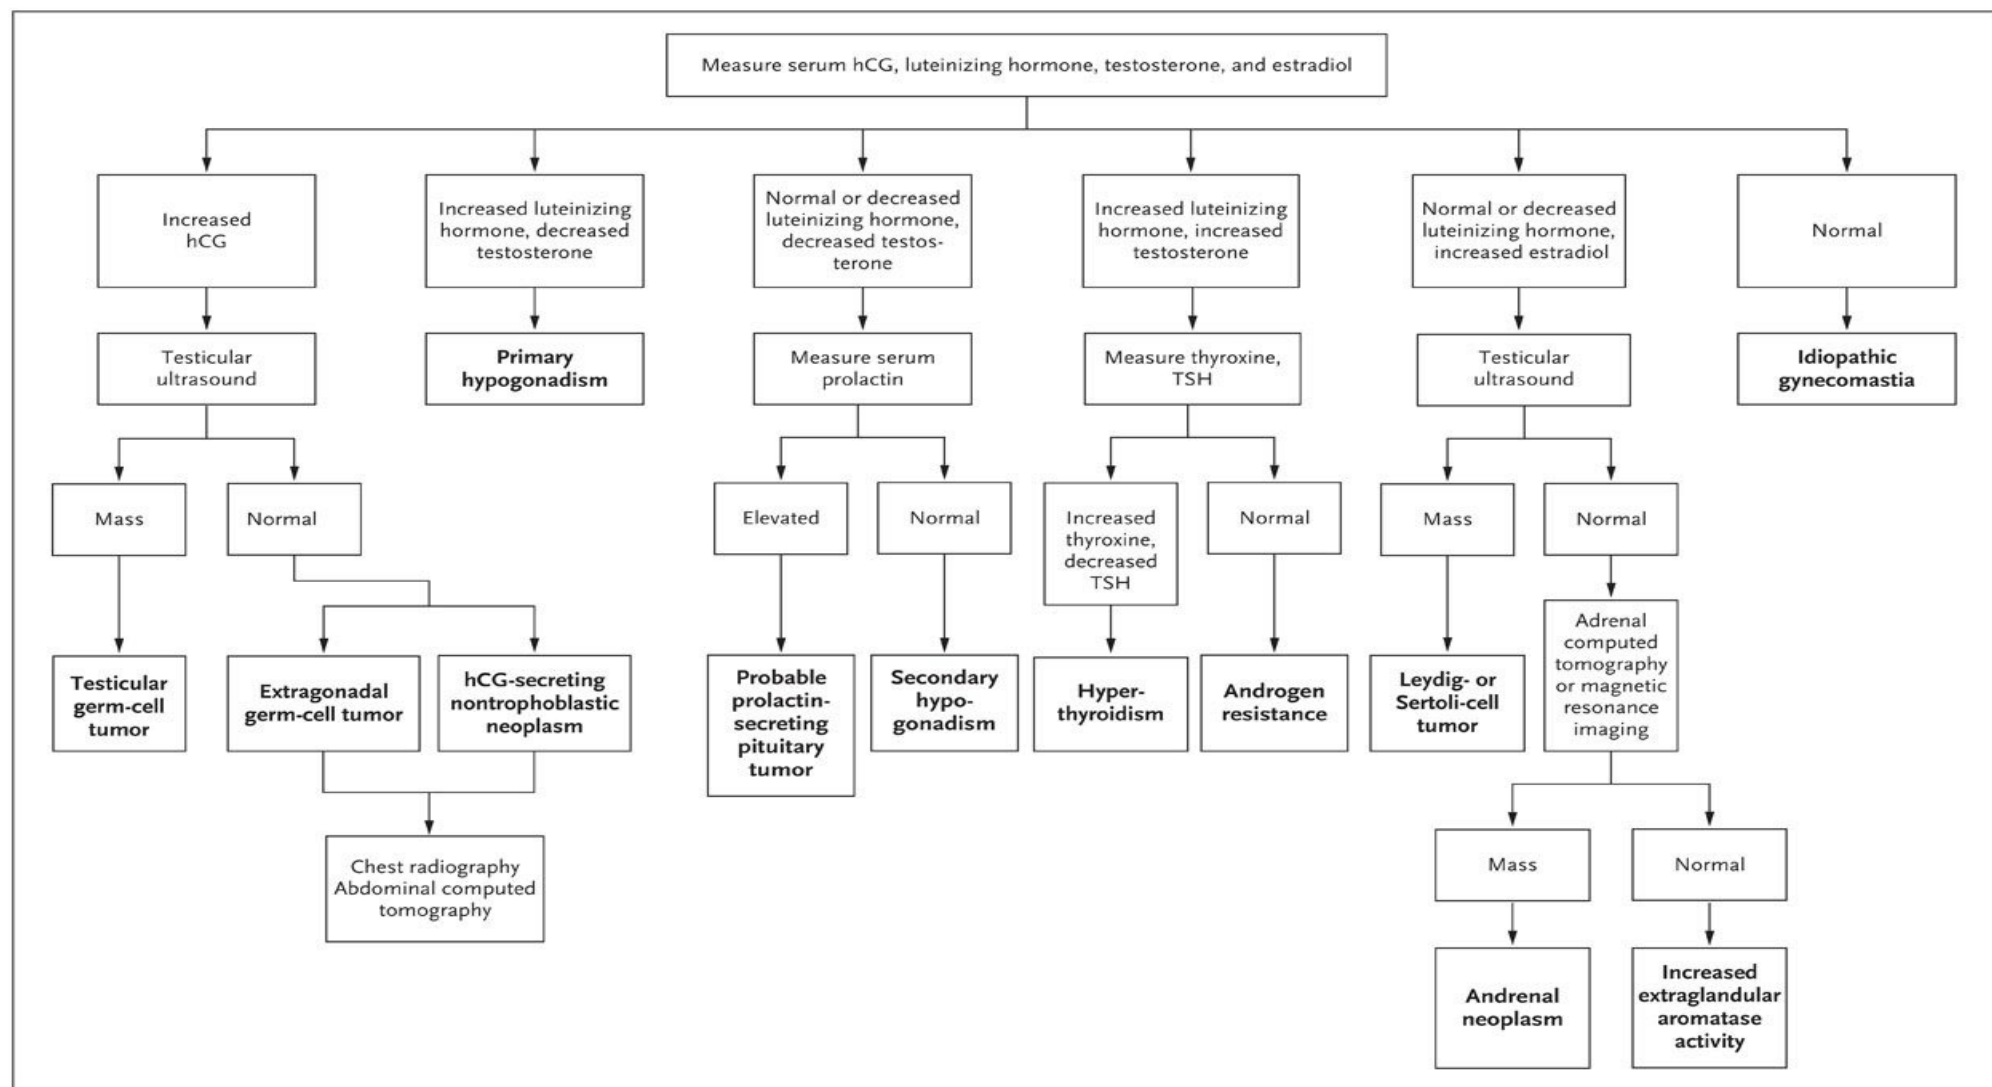 Measure serum hCG, luteinizing hormone, testosterone, and estradiol
Increased
hCG
Increased luteinizing
hormone, decreased
testosterone
Normal or decreased
luteinizing hormone,
decreased testos-
terone
Increased luteinizing
hormone, increased
testosterone
Normal or decreased
luteinizing hormone,
increased estradiol
Normal
Testicular
ultrasound
Primary
hypogonadism
Measure serum
prolactin
Measure thyroxine,
TSH
Testicular
ultrasound
Idiopathic
gynecomastia
Mass
Normal
Elevated
Normal
Increased
thyroxine,
decreased
TSH
Normal
Mass
Normal
Testicular
germ-cell
tumor
Extragonadal
germ-cell tumor
hCG-secreting
nontrophoblastic
neoplasm
Probable
prolactin-
secreting
pituitary
tumor
Secondary
hypo-
gonadism
Hyper-
thyroidism
Androgen
resistance
Leydig- or
Sertoli-cell
tumor
Adrenal
computed
tomography
or magnetic
resonance
imaging
Chest radiography
Abdominal computed
tomography
Mass
Normal
Andrenal
neoplasm
Increased
extraglandular
aromatase
activity